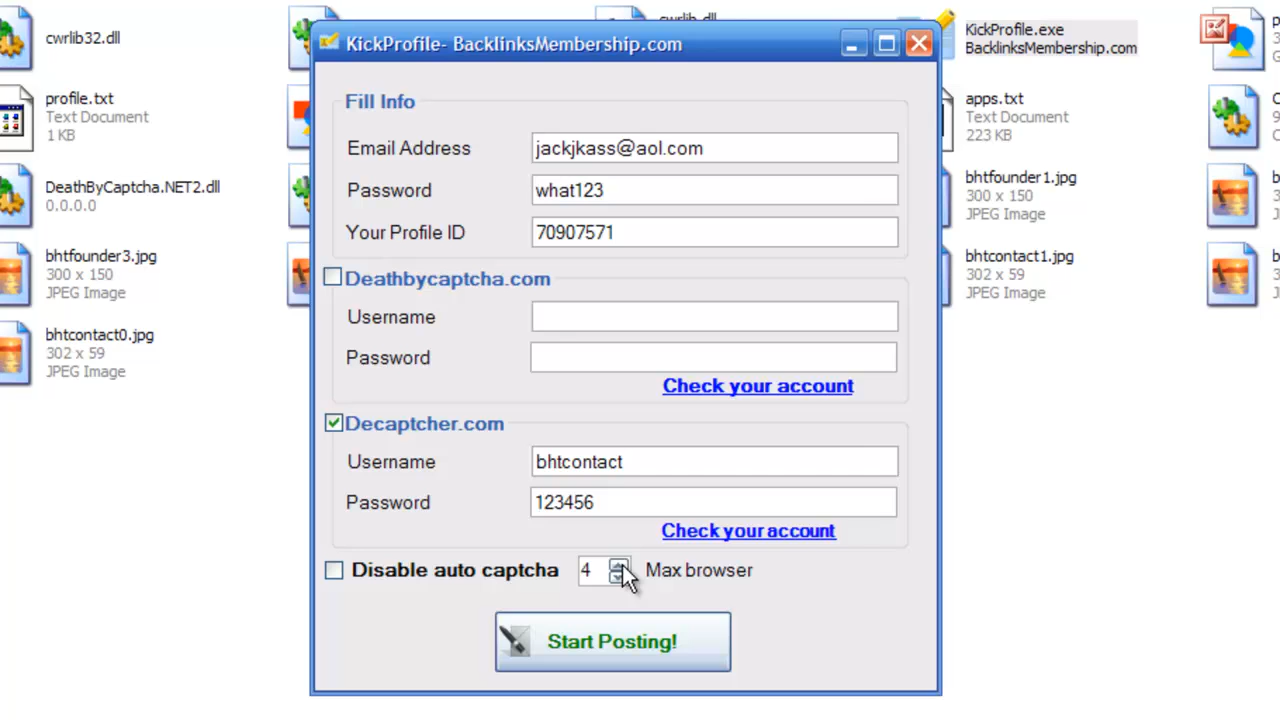 cwrlib32.dll
cwrlib.dll
KickProfile.exe
BacklinksMembership.com
profile.txt
Text Document
1 KB
apps.txt
Text Document
223 KB
DeathByCaptcha.NET2.dll
0.0.0.0
bhtfounder1.jpg
300 x 150
JPEG Image
bhtfounder3.jpg
300 x 150
JPEG Image
bhtcontact1.jpg
302 x 59
JPEG Image
bhtcontact0.jpg
302 x 59
JPEG Image
KickProfile- BacklinksMembership.com
Fill Info
Email Address jackjkass@aol.com
Password what123
Your Profile ID 70907571
Deathbycaptcha.com
Username
Password
Check your account
Decaptcher.com
Username bhtcontact
Password 123456
Check your account
Disable auto captcha 4 Max browser
Start Posting!